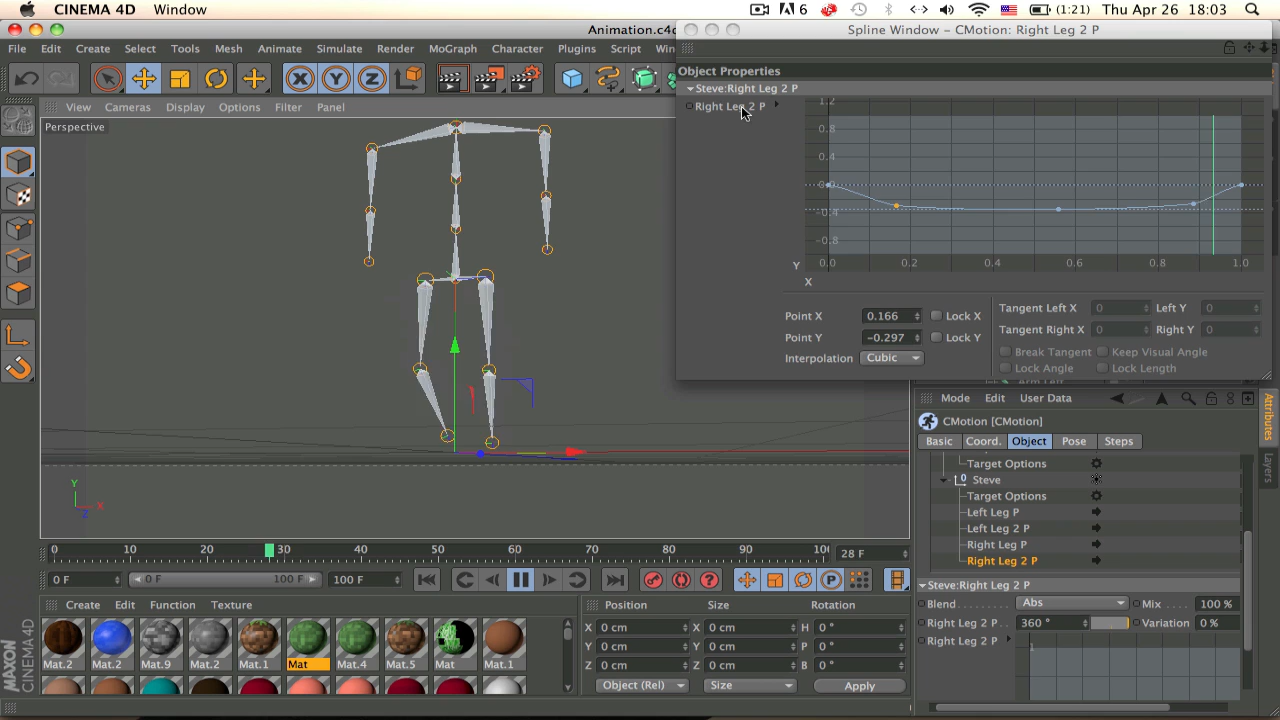 CINEMA 4D Window
6 (1:21) Thu Apr 26 18:03
Animation.c4d
Spline Window – CMotion: Right Leg 2 P
File Edit Create Select Tools Mesh Animate Simulate Render MoGraph Character Plugins Script
Object Properties
Steve:Right Leg 2 P
Right Leg 2 P
X Y Z
View Cameras Display Options Filter Panel
Perspective
1.2
0.8
0.4
0.0
-0.4
-0.8
Y 0.0 0.2 0.4 0.6 0.8 1.0
X
Point X 0.166 Lock X
Point Y -0.297 Lock Y
Interpolation Cubic
Tangent Left X 0 Left Y 0
Tangent Right X 0 Right Y 0
Break Tangent Keep Visual Angle
Lock Angle Lock Length
Mode Edit User Data
CMotion [CMotion]
Basic Coord. Object Pose Steps
Target Options
Steve
Target Options
Left Leg P
Left Leg 2 P
Right Leg P
Right Leg 2 P
Steve:Right Leg 2 P
Blend Abs Mix 100 %
Right Leg 2 P 360 ° Variation 0 %
Right Leg 2 P
1
Attributes
Layers
Y
X
Z
0 10 20 30 40 50 60 70 80 90 28 F
0 F 0 F 100 F 100 F
P
Create Edit Function Texture
Mat.2 Mat.2 Mat.9 Mat.2 Mat.1 Mat Mat.4 Mat.5 Mat Mat.1
Position Size Rotation
X 0 cm X 0 cm H 0 °
Y 0 cm Y 0 cm P 0 °
Z 0 cm Z 0 cm B 0 °
Object (Rel) Size Apply
MAXON
CINEMA 4D